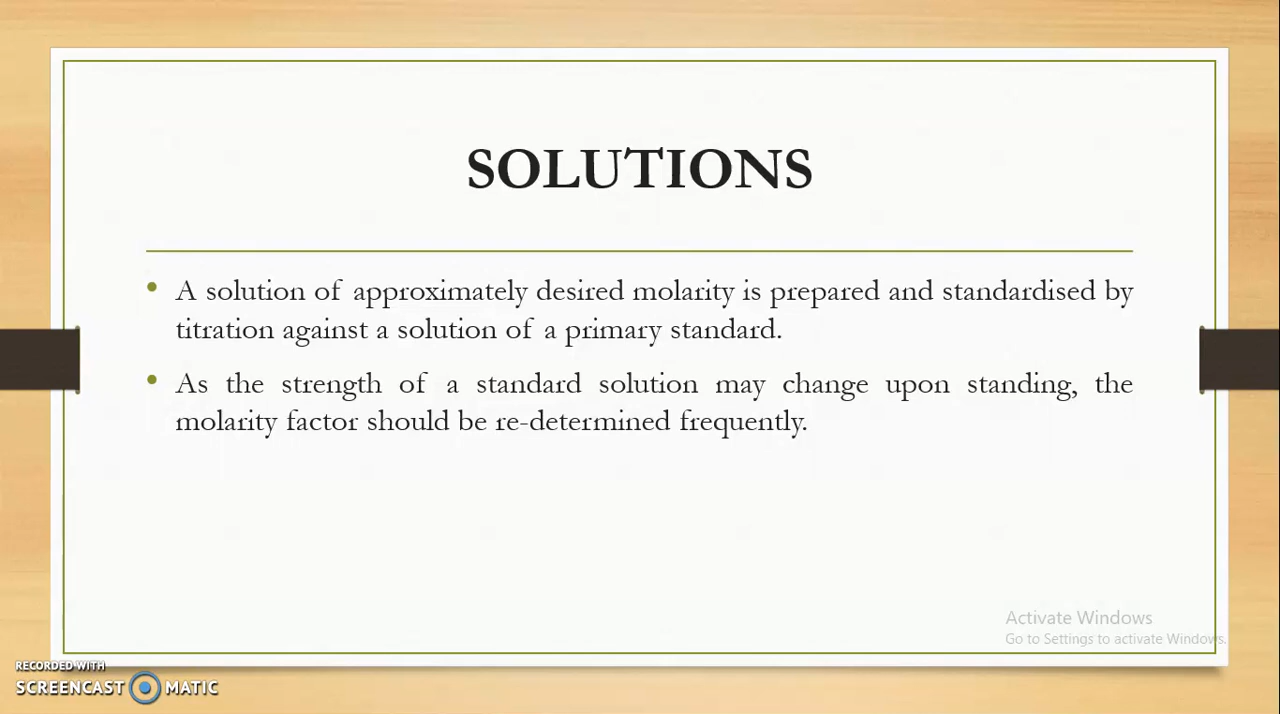 SOLUTIONS
• A solution of approximately desired molarity is prepared and standardised by
titration against a solution of a primary standard.
• As the strength of a standard solution may change upon standing, the
molarity factor should be re-determined frequently.
Activate Windows
Go to Settings to activate Windows.
RECORDED WITH
SCREENCAST MATIC